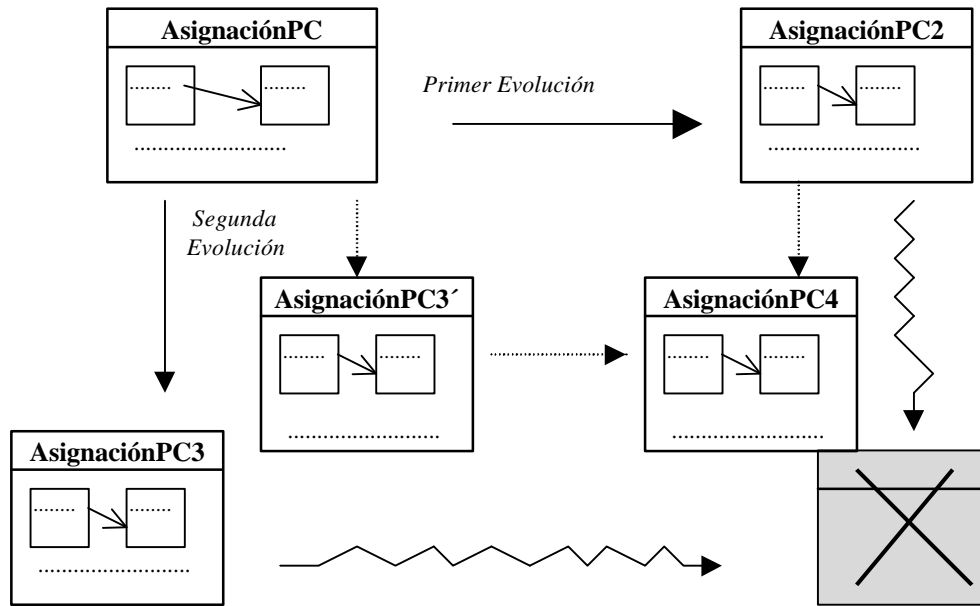 AsignaciónPC
AsignaciónPC2
Primer Evolución
Segunda
Evolución
AsignaciónPC3´
AsignaciónPC4
AsignaciónPC3